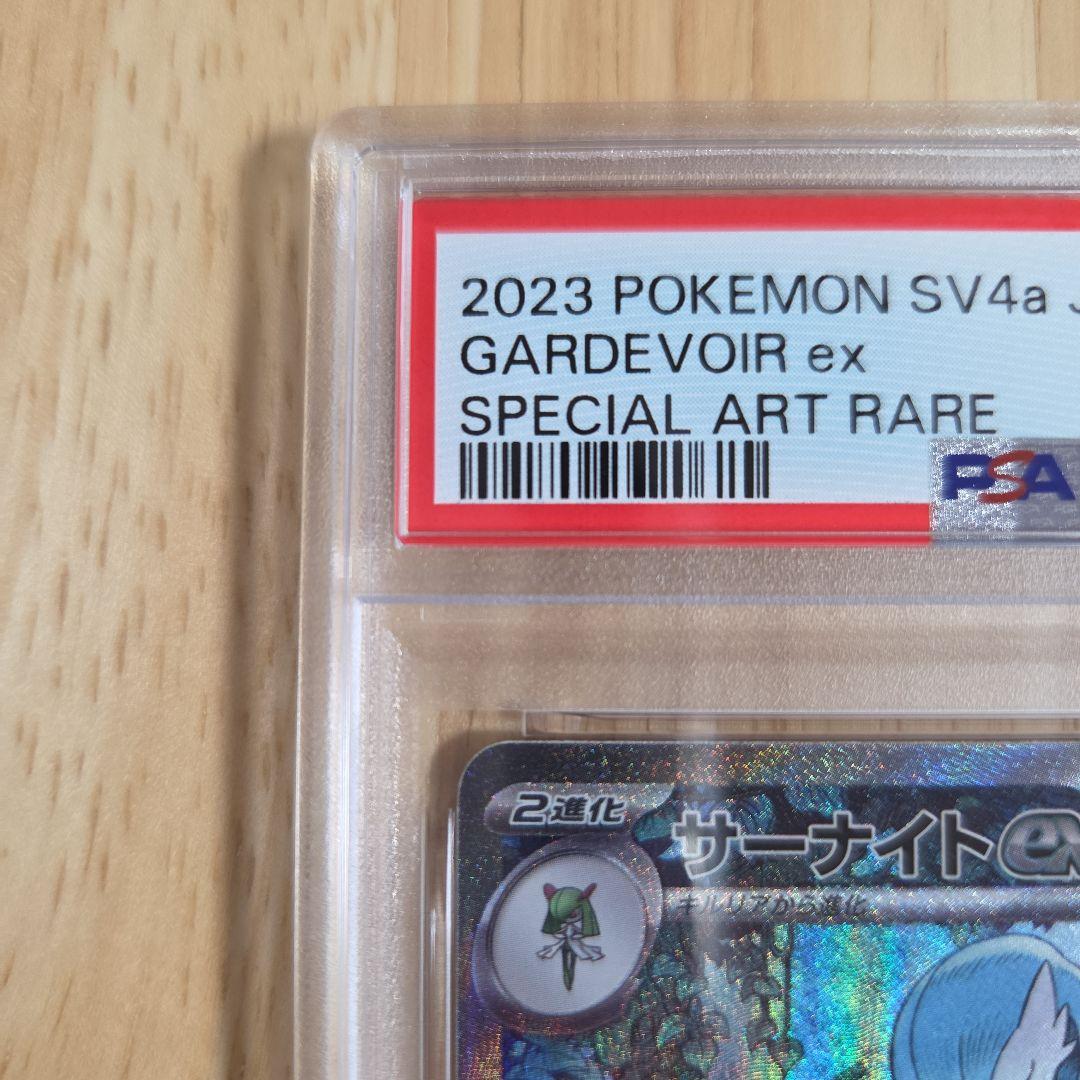 2023 POKEMON SV4a J
GARDEVOIR ex
SPECIAL ART RARE
PSA
2進化
サーナイトex
キルリアから進化